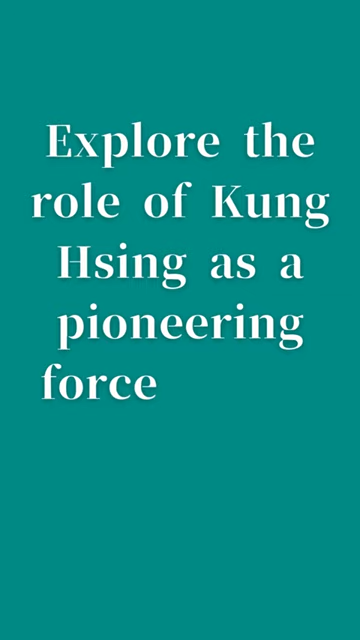 Explore the
role of Kung
Hsing as a
pioneering
force